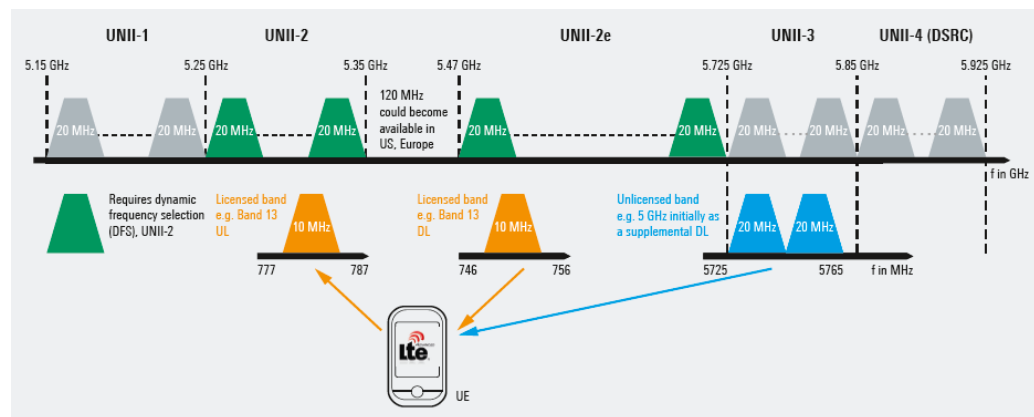 UNII-1
UNII-2
UNII-2e
UNII-3
UNII-4 (DSRC)
5.15 GHz
5.25 GHz
5.35 GHz
5.47 GHz
5.725 GHz
5.85 GHz
5.925 GHz
120 MHz
could become
available in
US, Europe
20 MHz
20 MHz
20 MHz
20 MHz
20 MHz
20 MHz
20 MHz
20 MHz
20 MHz
20 MHz
f in GHz
Requires dynamic
frequency selection
(DFS), UNII-2
Licensed band
e.g. Band 13
UL
10 MHz
777
787
Licensed band
e.g. Band 13
DL
10 MHz
746
756
Unlicensed band
e.g. 5 GHz initially as
a supplemental DL
20 MHz
20 MHz
5725
5765
f in MHz
Lte
UE